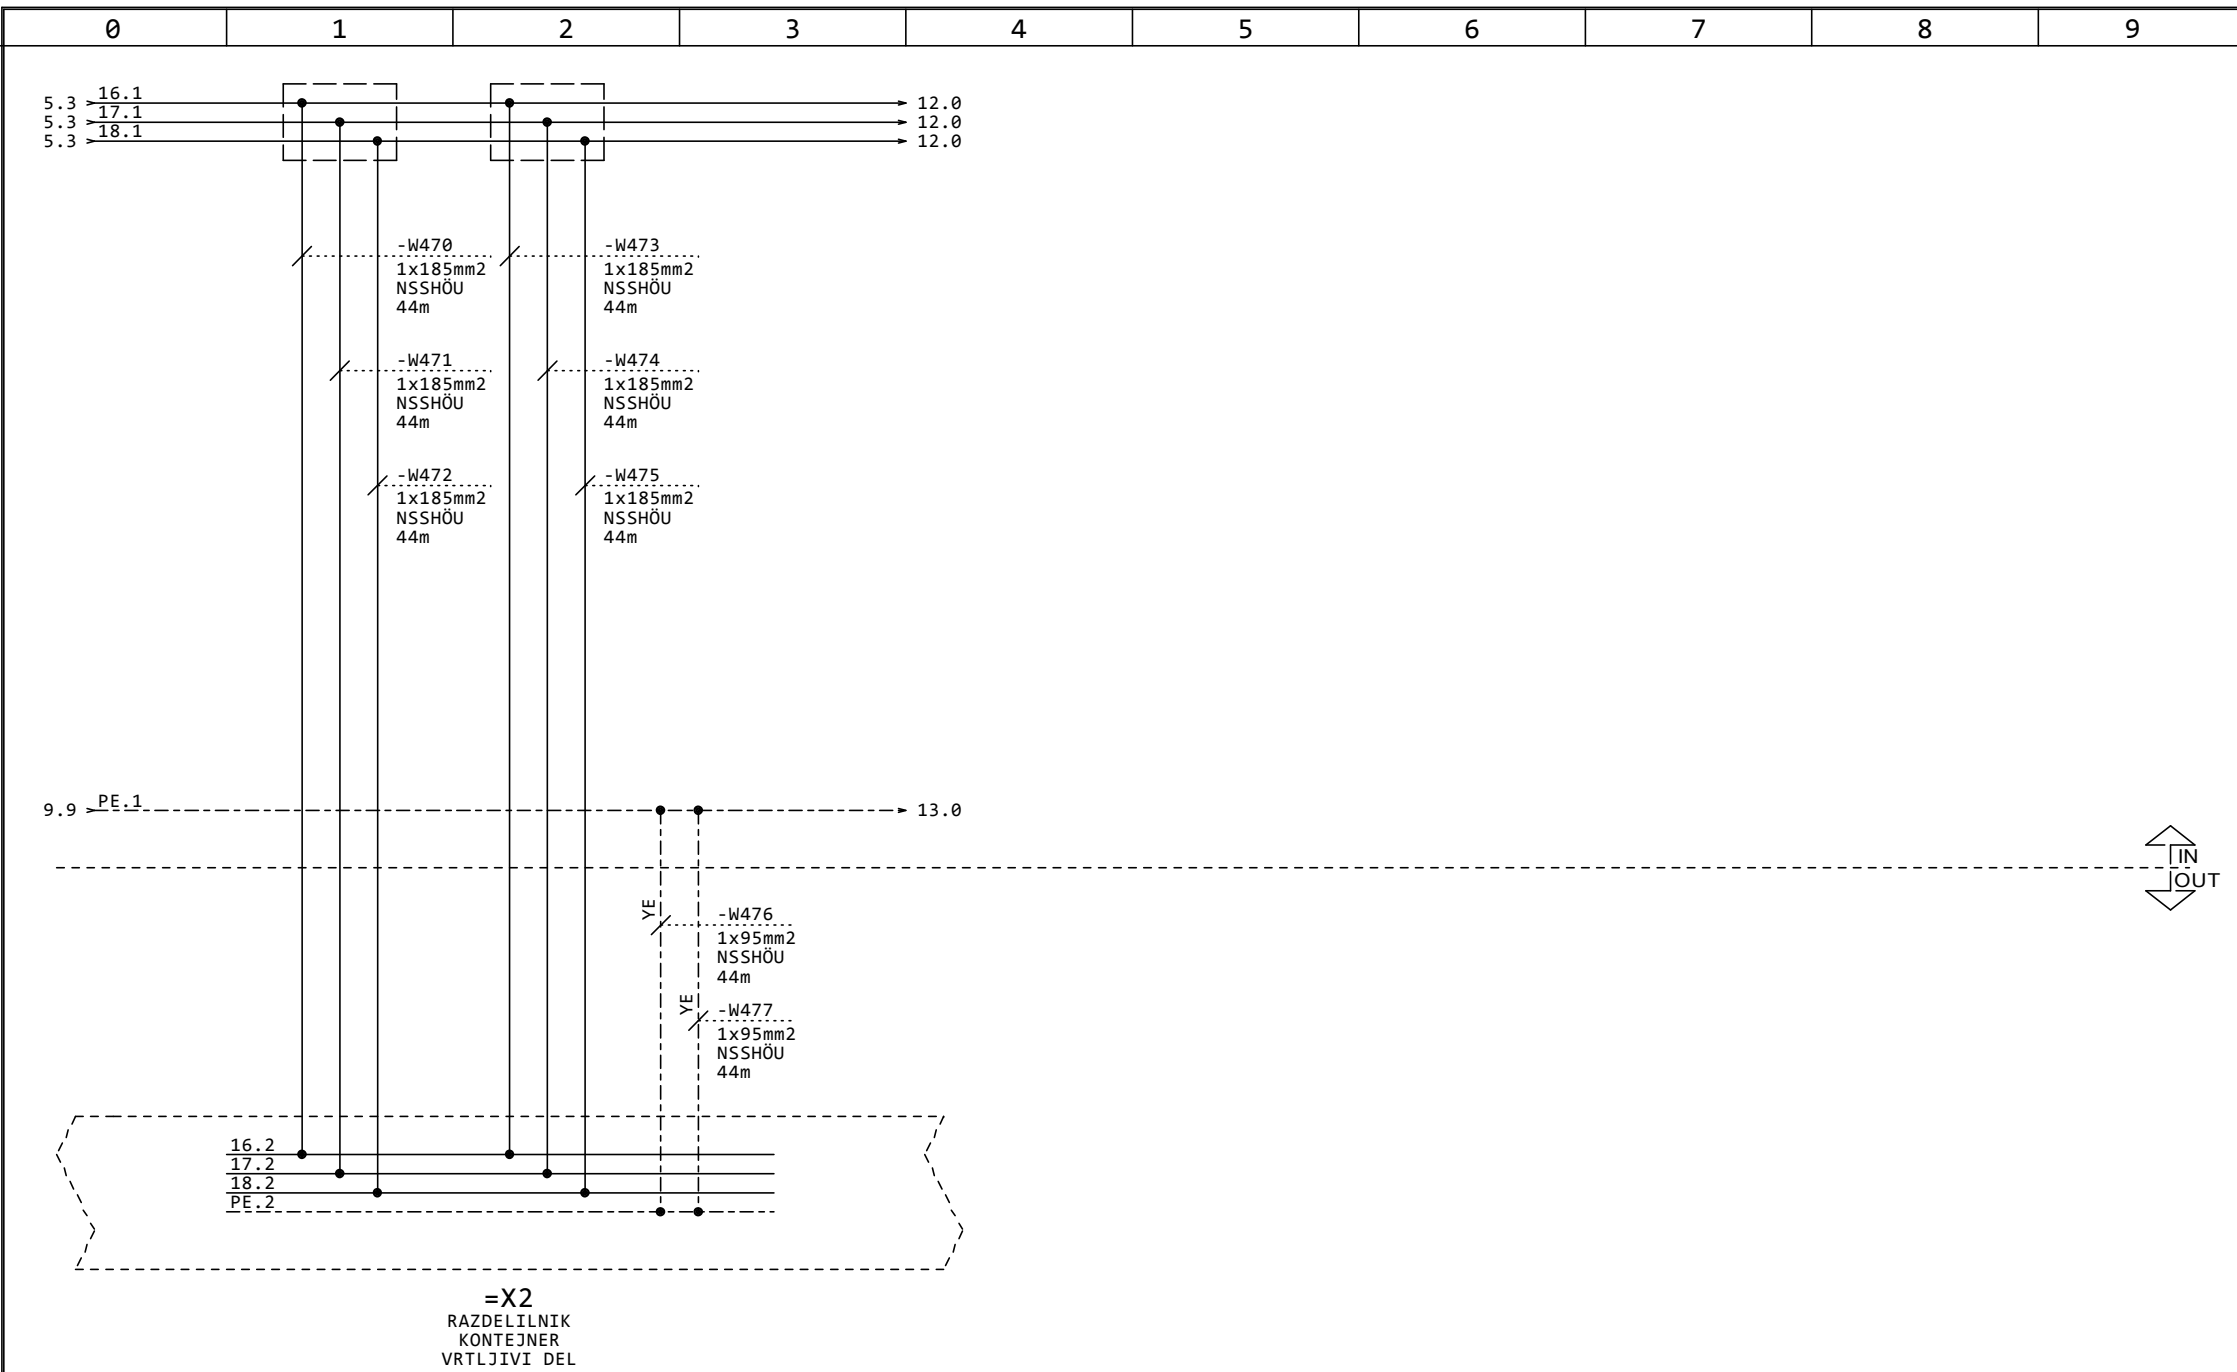 0 1 2 3 4 5 6 7 8 9
5.3 16.1 12.0
5.3 17.1 12.0
5.3 18.1 12.0
-W470
1x185mm2
NSSHÖU
44m
-W473
1x185mm2
NSSHÖU
44m
-W471
1x185mm2
NSSHÖU
44m
-W474
1x185mm2
NSSHÖU
44m
-W472
1x185mm2
NSSHÖU
44m
-W475
1x185mm2
NSSHÖU
44m
9.9 PE.1 13.0
IN
OUT
YE
-W476
1x95mm2
NSSHÖU
44m
YE
-W477
1x95mm2
NSSHÖU
44m
16.2
17.2
18.2
PE.2
=X2
RAZDELILNIK
KONTEJNER
VRTLJIVI DEL